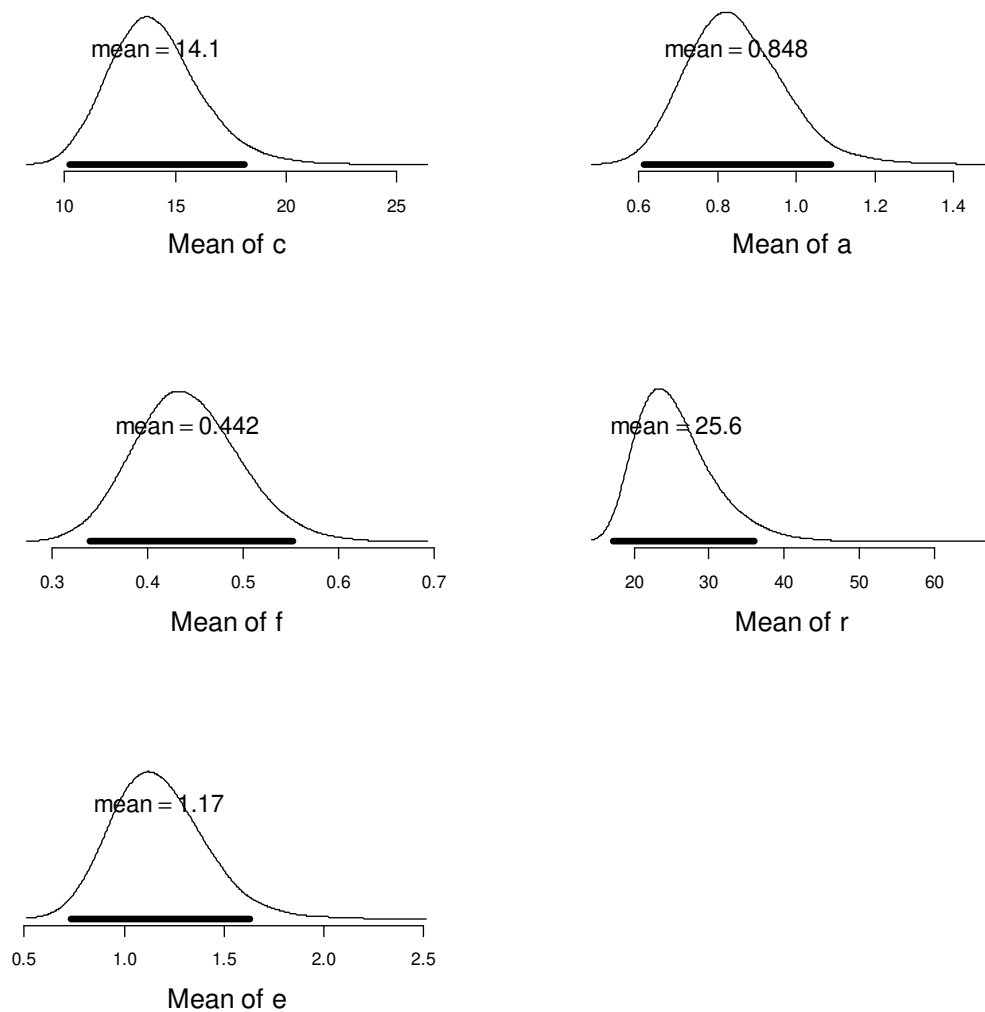 mean = 14.1
10 15 20 25
Mean of c
mean = 0.848
0.6 0.8 1.0 1.2 1.4
Mean of a
mean = 0.442
0.3 0.4 0.5 0.6 0.7
Mean of f
mean = 25.6
20 30 40 50 60
Mean of r
mean = 1.17
0.5 1.0 1.5 2.0 2.5
Mean of e